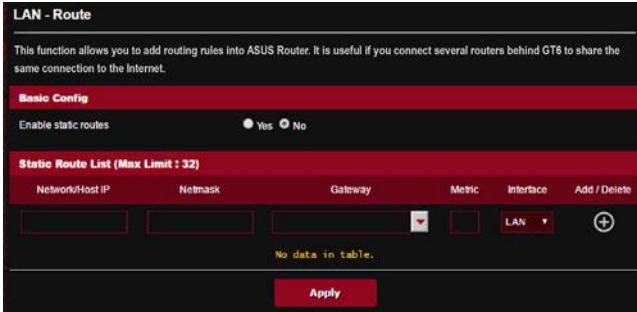 LAN - Route
This function allows you to add routing rules into ASUS Router. It is useful if you connect several routers behind GT6 to share the
same connection to the Internet.
Basic Config
Enable static routes Yes No
Static Route List (Max Limit : 32)
Network/Host IP Netmask Gateway Metric Interface Add / Delete
LAN
No data in table.
Apply